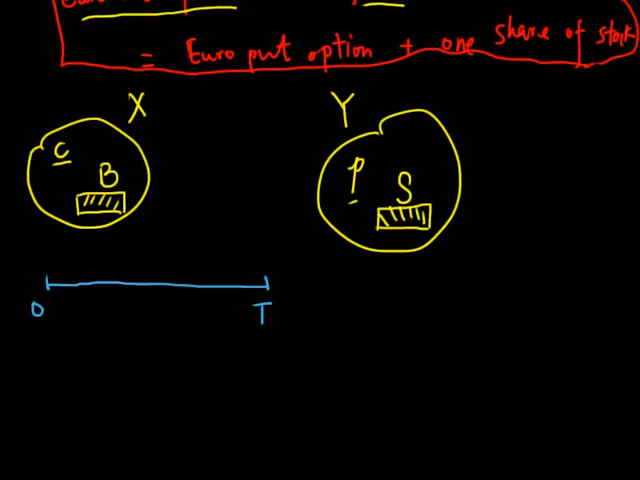 = Euro put option + one share of stock
X Y
c p
B S
0 T